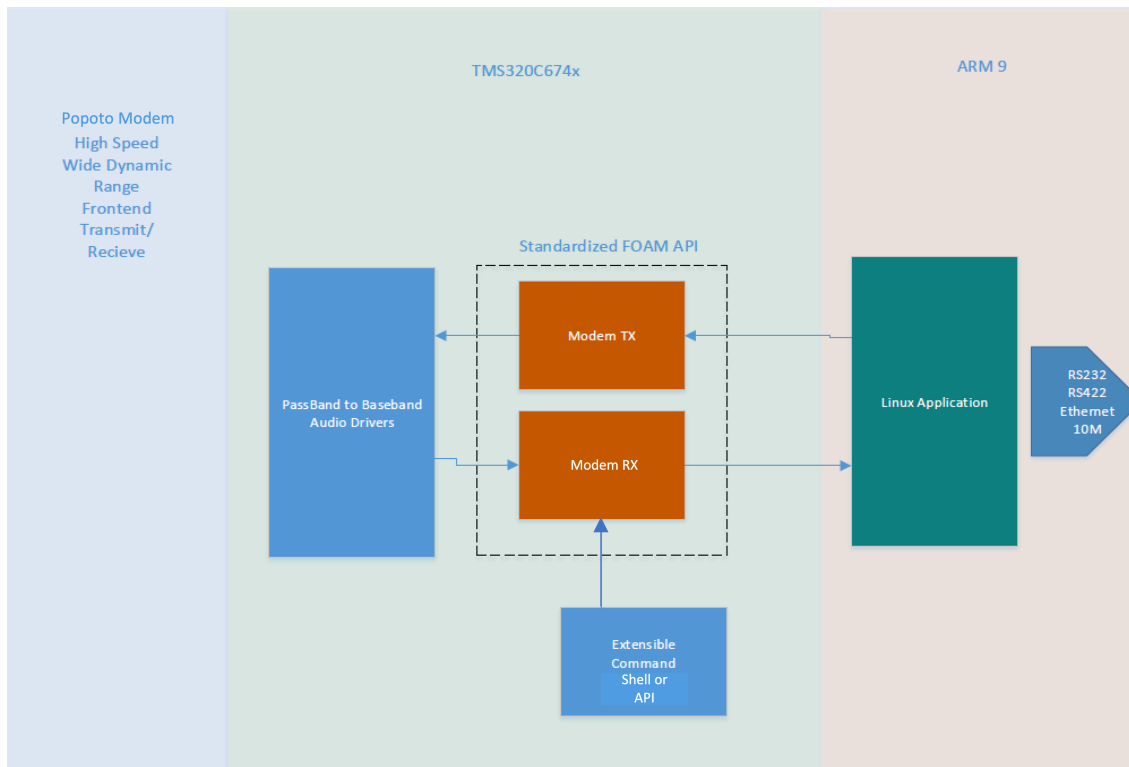 TMS320C674x
ARM 9
Popoto Modem
High Speed
Wide Dynamic
Range
Frontend
Transmit/
Recieve
Standardized FOAM API
Modem TX
PassBand to Baseband
Audio Drivers
Modem RX
Linux Application
RS232
RS422
Ethernet
10M
Extensible
Command
Shell or
API